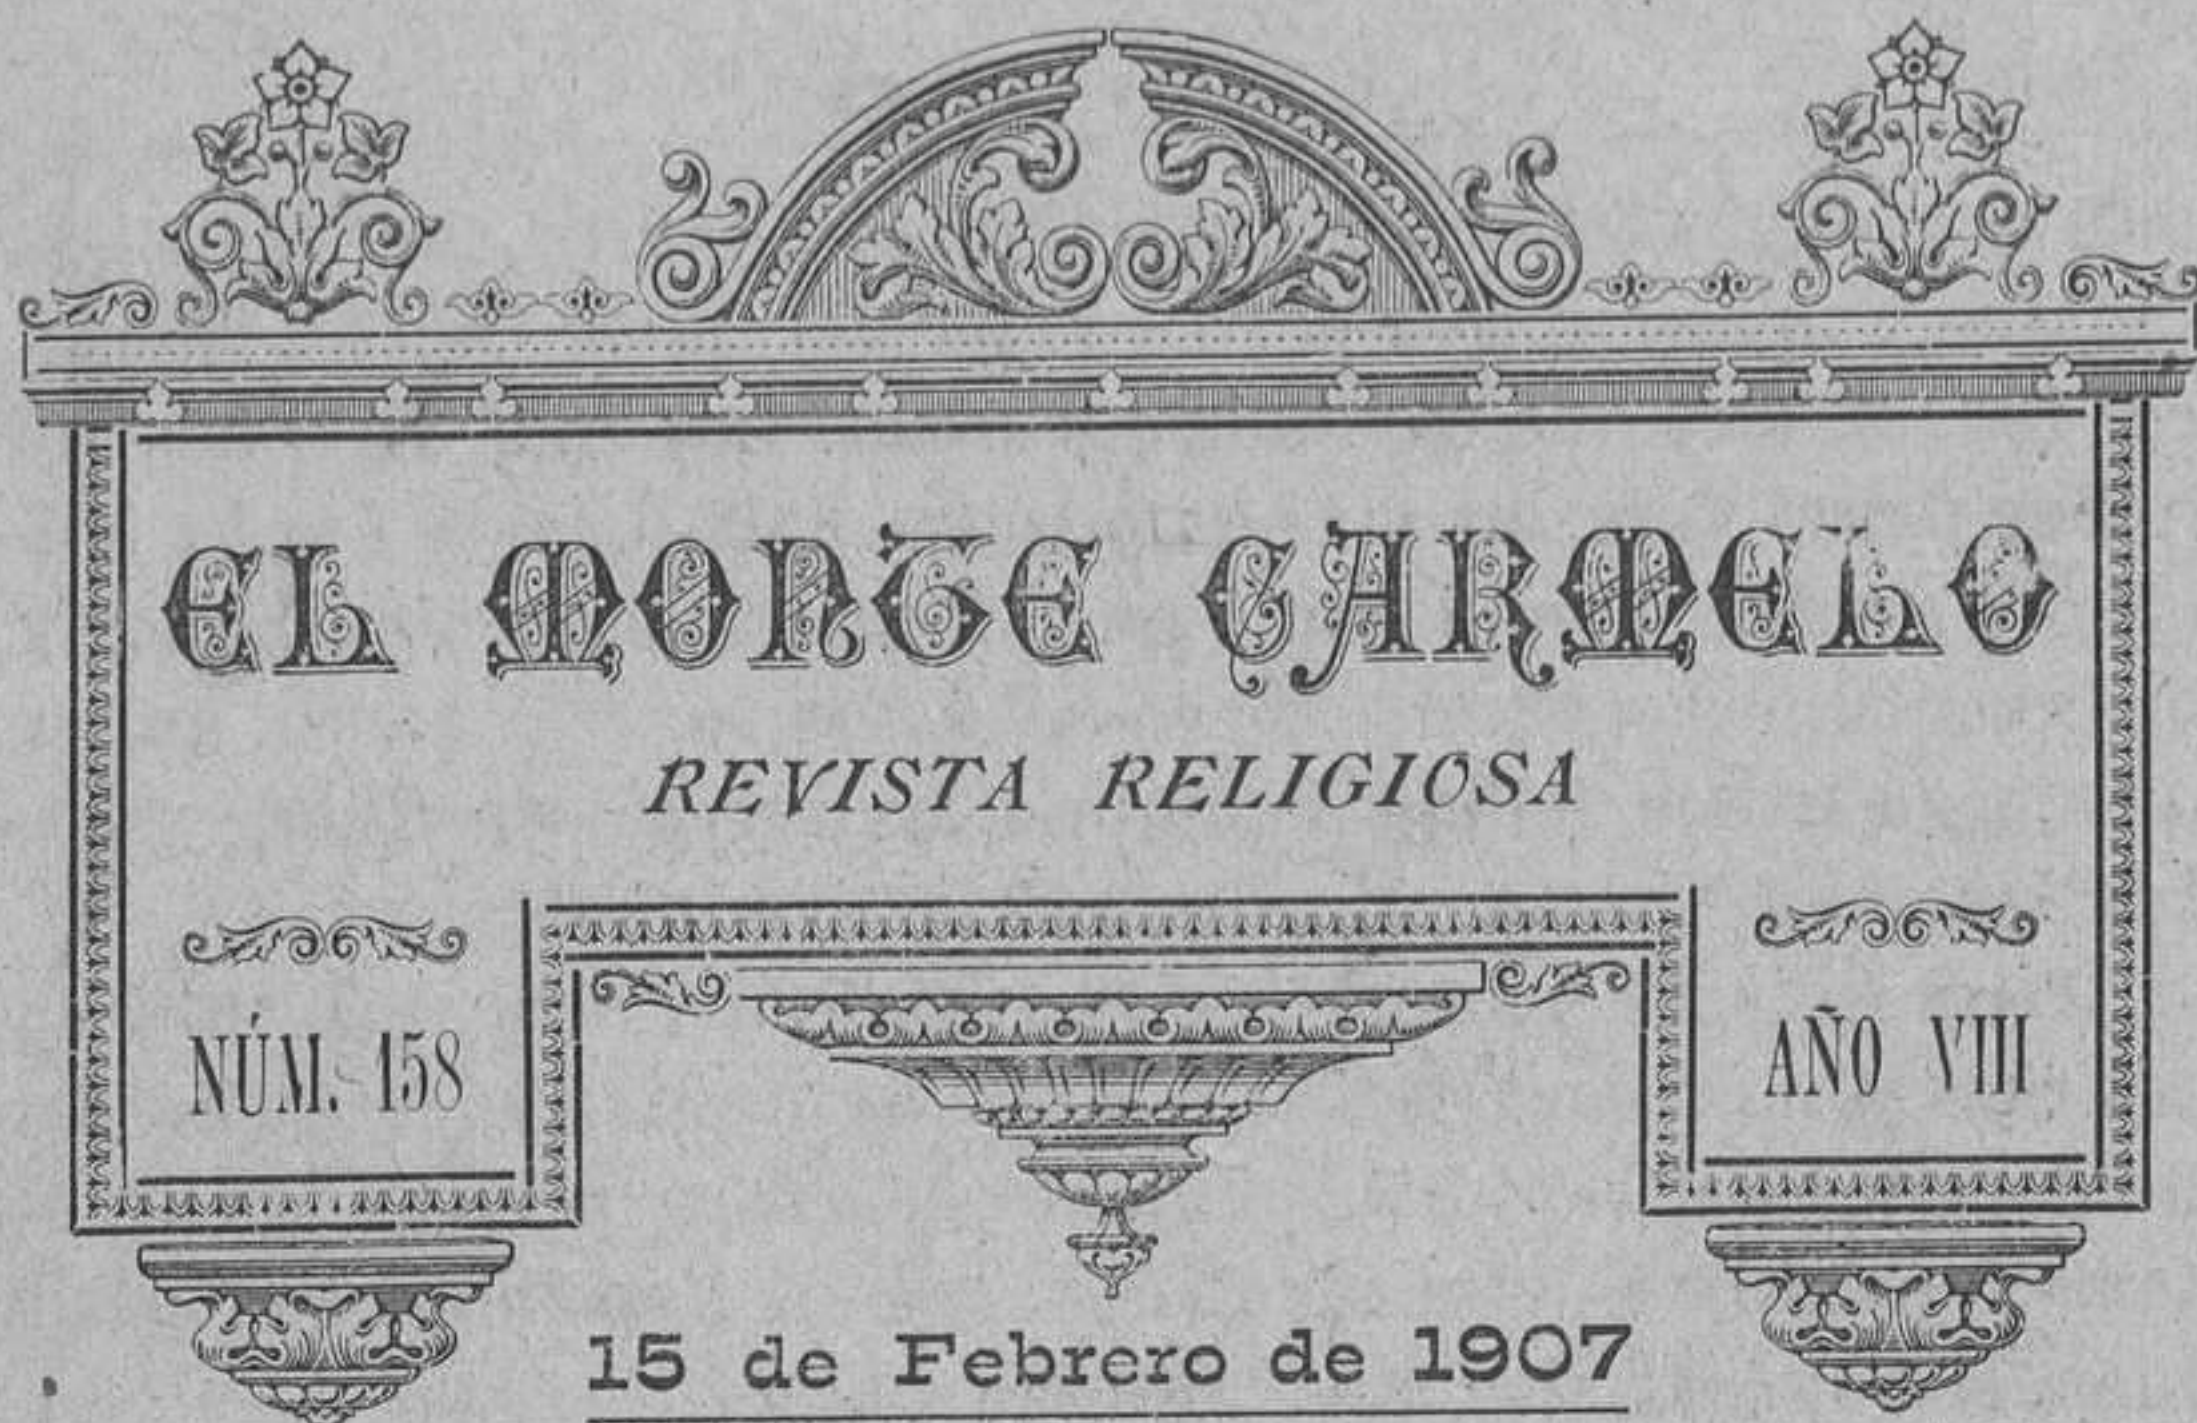 EL MONTE CARMELO
REVISTA RELIGIOSA
NÚM. 158
AÑO VIII
15 de Febrero de 1907